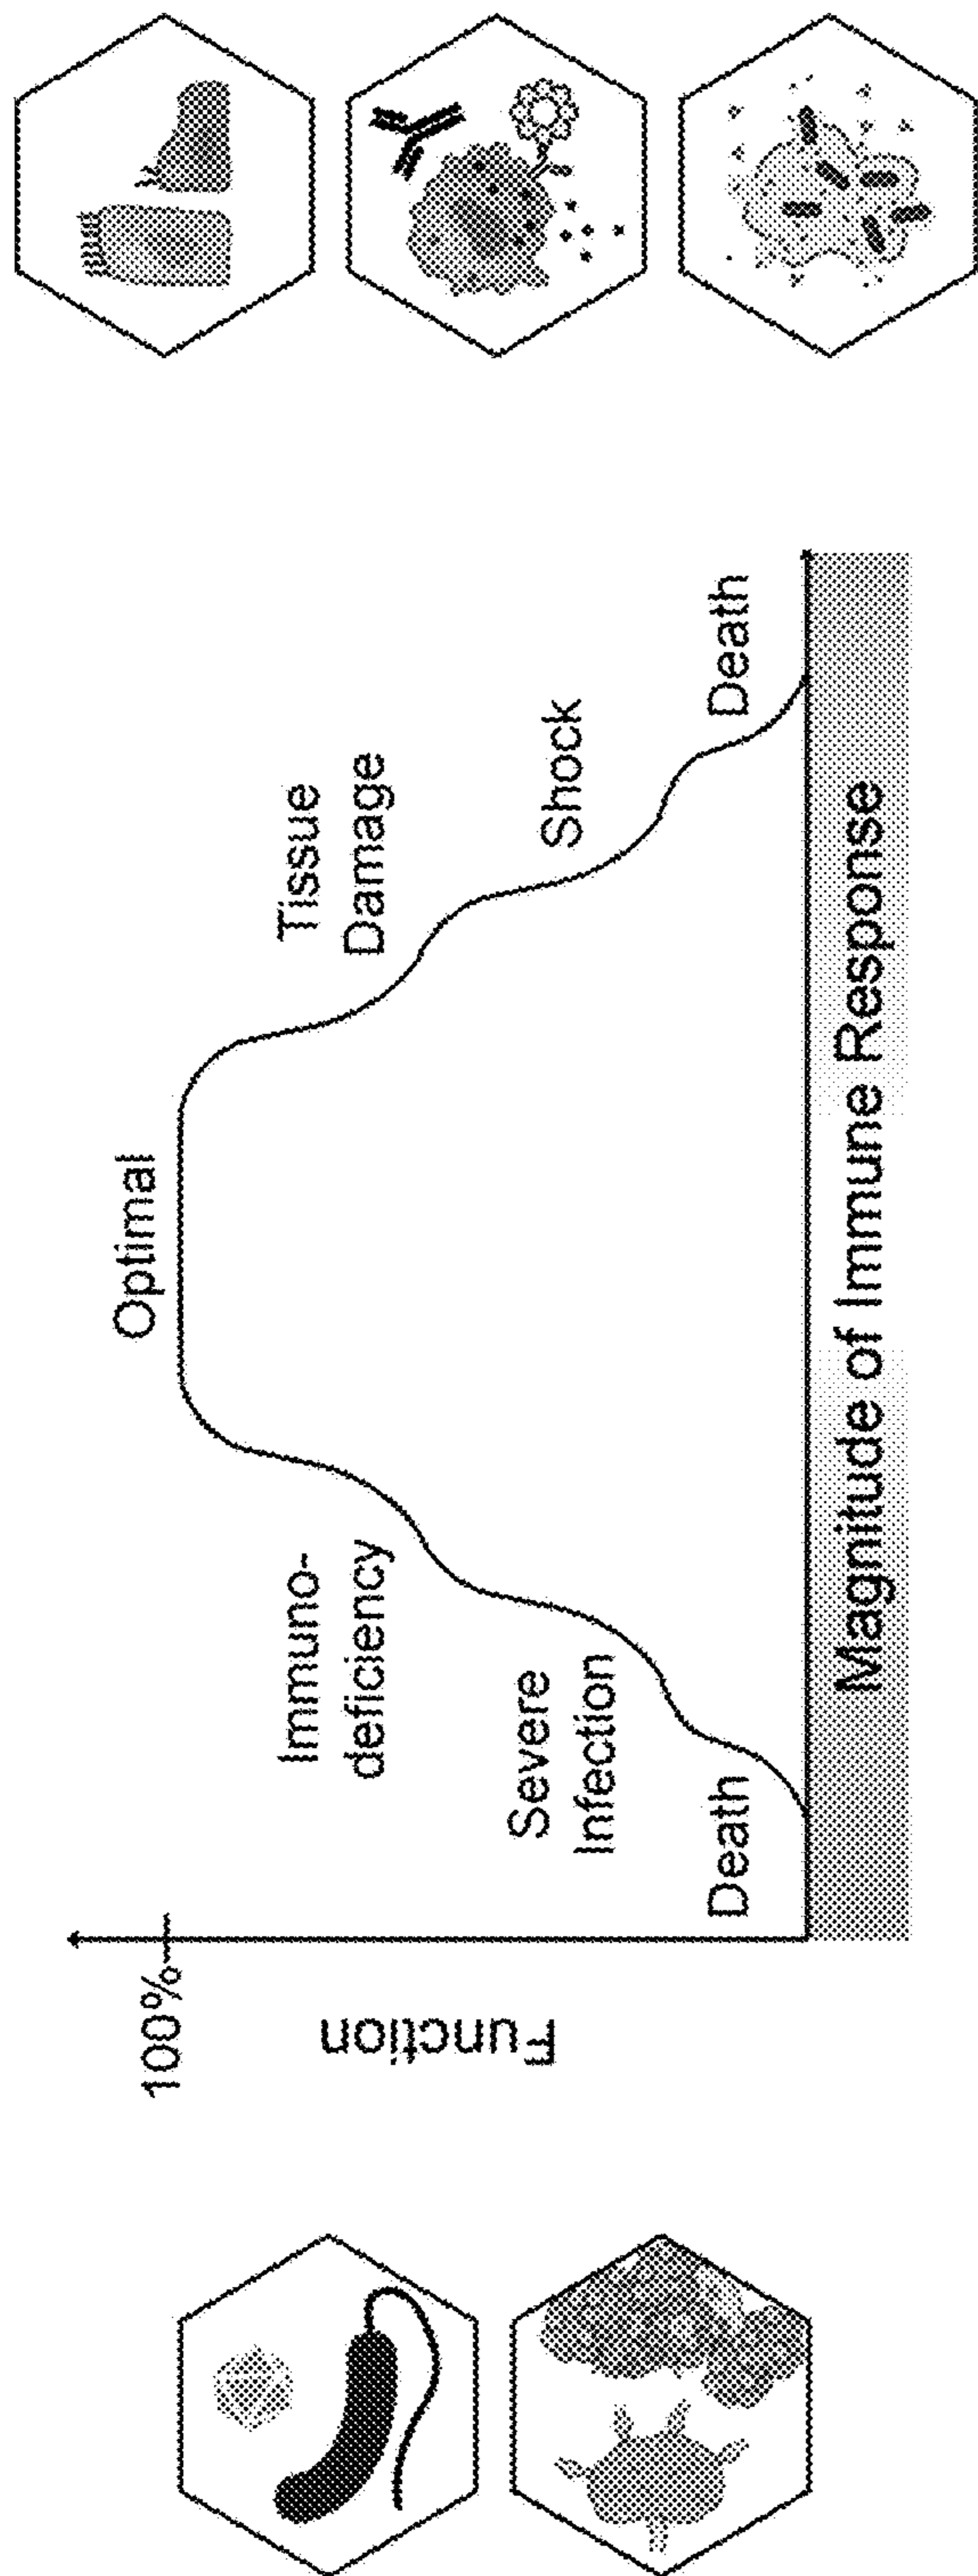 100%
Function
Optimal
Immuno-
deficiency
Tissue
Damage
Severe
Infection
Shock
Death
Death
Magnitude of Immune Response